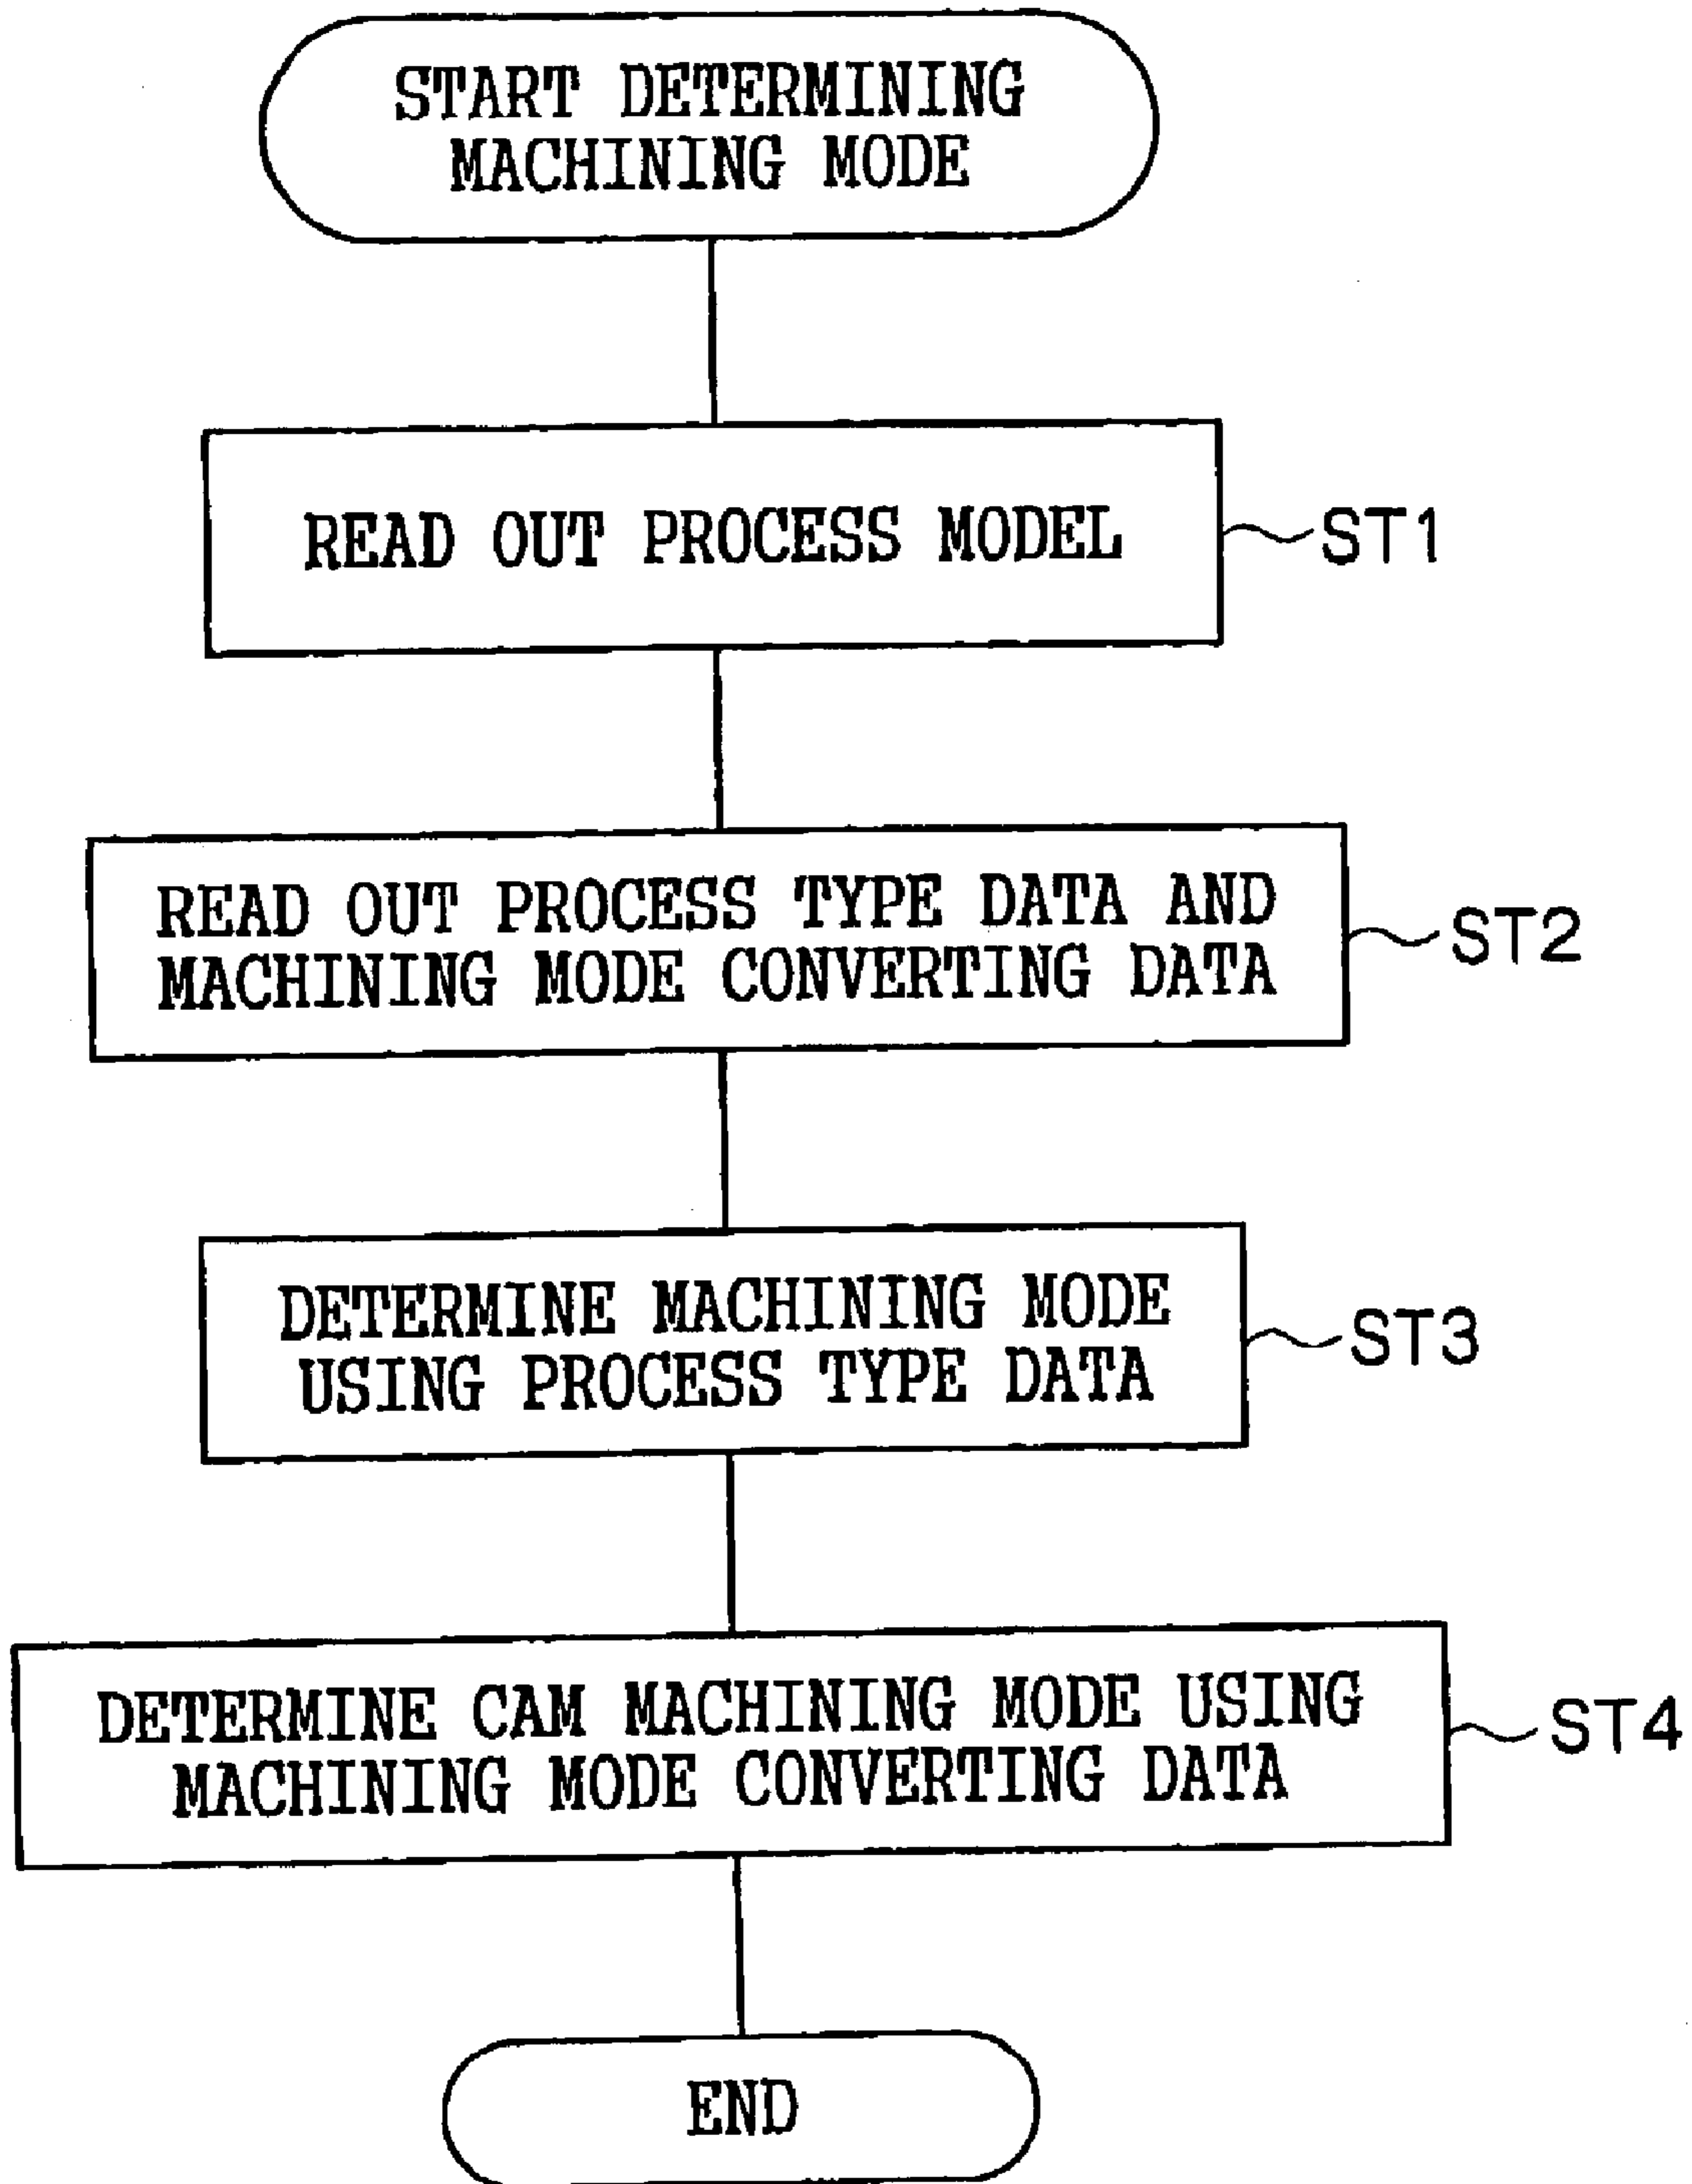 START DETERMINING
MACHINING MODE
READ OUT PROCESS MODEL
ST1
READ OUT PROCESS TYPE DATA AND
MACHINING MODE CONVERTING DATA
ST2
DETERMINE MACHINING MODE
USING PROCESS TYPE DATA
ST3
DETERMINE CAM MACHINING MODE USING
MACHINING MODE CONVERTING DATA
ST4
END